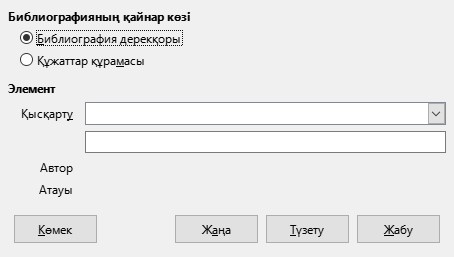 Библиографияның қайнар көзі
Библиография дерекқоры
Құжаттар құрамасы
Элемент
Қысқарту
Автор
Атауы
Көмек Жаңа Түзету Жабу